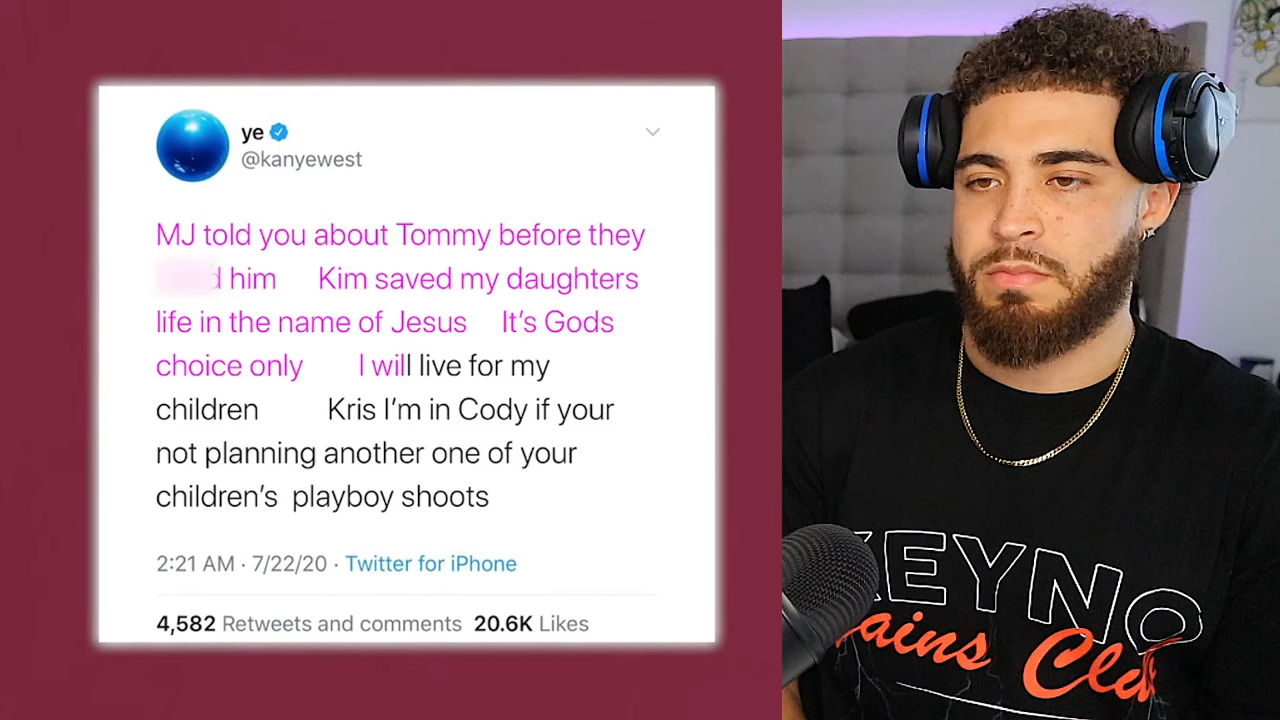 ye
@kanyewest
MJ told you about Tommy before they
him Kim saved my daughters
life in the name of Jesus It’s Gods
choice only I will live for my
children Kris I’m in Cody if your
not planning another one of your
children’s playboy shoots
2:21 AM · 7/22/20 · Twitter for iPhone
4,582 Retweets and comments 20.6K Likes
KEYNO
Clu